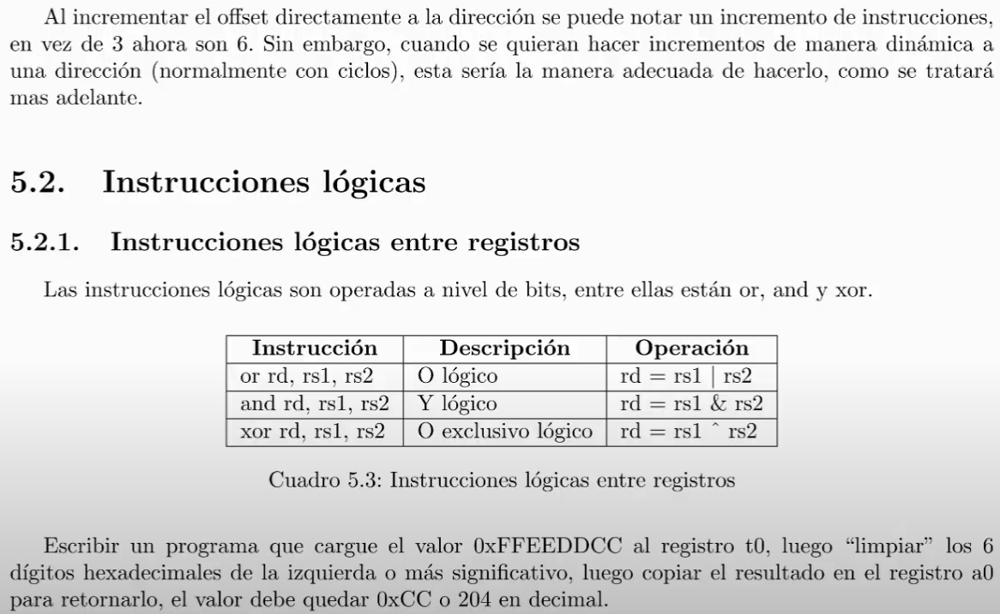 Al incrementar el offset directamente a la dirección se puede notar un incremento de instrucciones,
en vez de 3 ahora son 6. Sin embargo, cuando se quieran hacer incrementos de manera dinámica a
una dirección (normalmente con ciclos), esta sería la manera adecuada de hacerlo, como se tratará
mas adelante.
5.2. Instrucciones lógicas
5.2.1. Instrucciones lógicas entre registros
Las instrucciones lógicas son operadas a nivel de bits, entre ellas están or, and y xor.
Instrucción Descripción Operación
or rd, rs1, rs2 O lógico rd = rs1 | rs2
and rd, rs1, rs2 Y lógico rd = rs1 & rs2
xor rd, rs1, rs2 O exclusivo lógico rd = rs1 ^ rs2
Cuadro 5.3: Instrucciones lógicas entre registros
Escribir un programa que cargue el valor 0xFFEEDDCC al registro t0, luego “limpiar” los 6
dígitos hexadecimales de la izquierda o más significativo, luego copiar el resultado en el registro a0
para retornarlo, el valor debe quedar 0xCC o 204 en decimal.